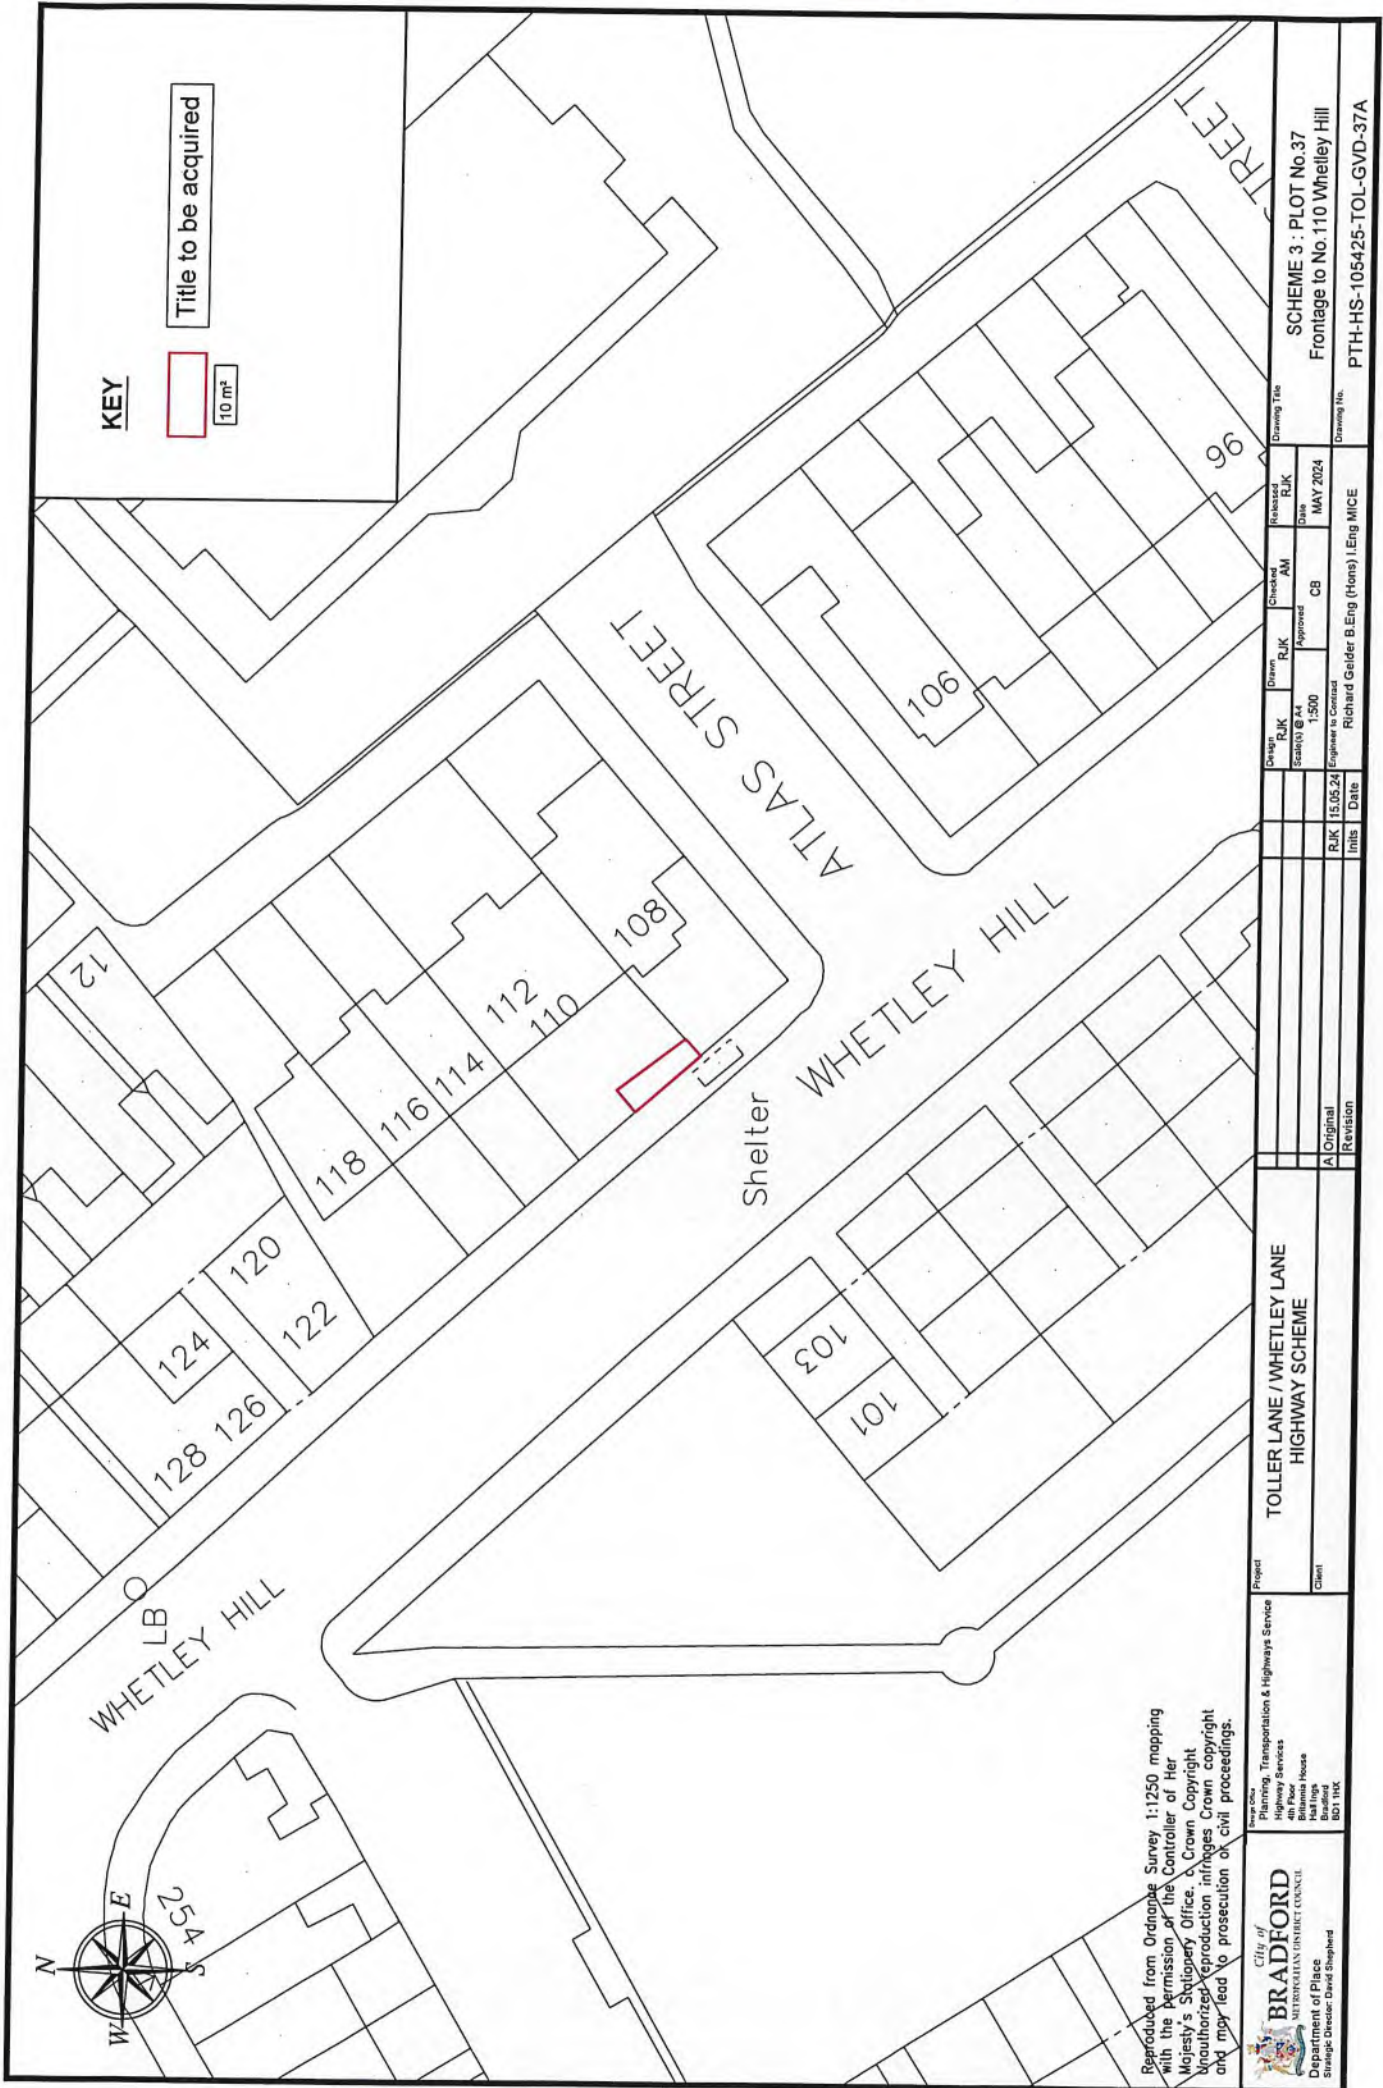 KEY
Title to be acquired
10 m²
N
E
S
W
254
WHETLEY HILL
LB
128
126
124
122
120
118
116
114
112
110
108
12
106
96
ATLAS STREET
STREET
WHETLEY HILL
Shelter
103
101
Reproduced from Ordnance Survey 1:1250 mapping
with the permission of the Controller of Her
Majesty's Stationery Office. c Crown Copyright
Unauthorized reproduction infringes Crown copyright
and may lead to prosecution or civil proceedings.
City of
BRADFORD
METROPOLITAN DISTRICT COUNCIL
Department of Place
Strategic Director: David Shepherd
Design Office
Planning, Transportation & Highways Service
Highway Services
4th Floor
Britannia House
Hall Ings
Bradford
BD1 1HX
Project
TOLLER LANE / WHETLEY LANE
HIGHWAY SCHEME
Client
A Original RJK 15.05.24
Revision Inits Date
Design RJK
Drawn RJK
Checked AM
Released RJK
Scale(s) @ A4 1:500
Approved CB
Date MAY 2024
Engineer to Contract
Richard Gelder B.Eng (Hons) I.Eng MICE
Drawing Title
SCHEME 3 : PLOT No.37
Frontage to No.110 Whetley Hill
Drawing No.
PTH-HS-105425-TOL-GVD-37A